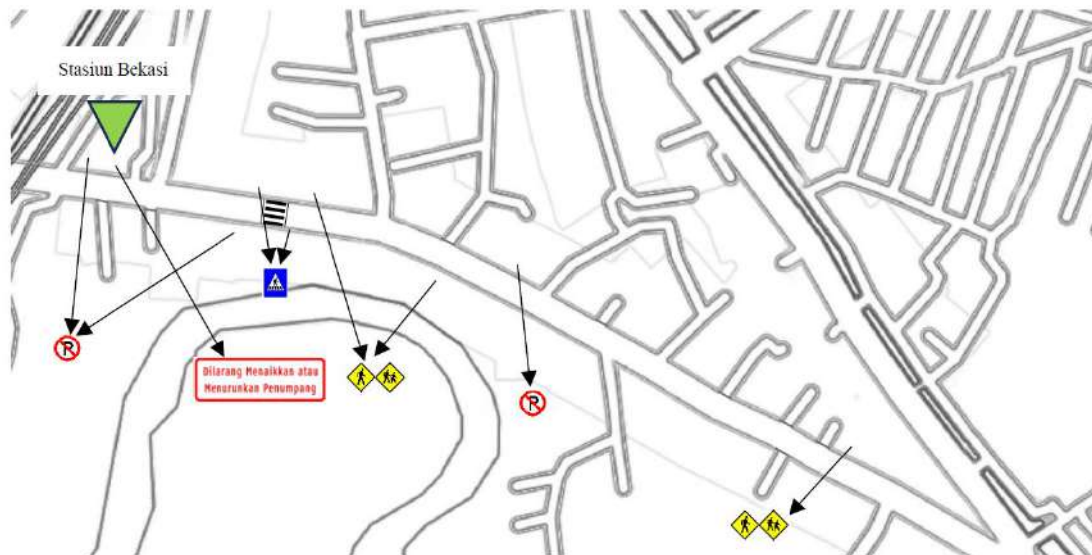 Stasiun Bekasi
Dilarang Menaikkan atau
Menurunkan Penumpang
P
P